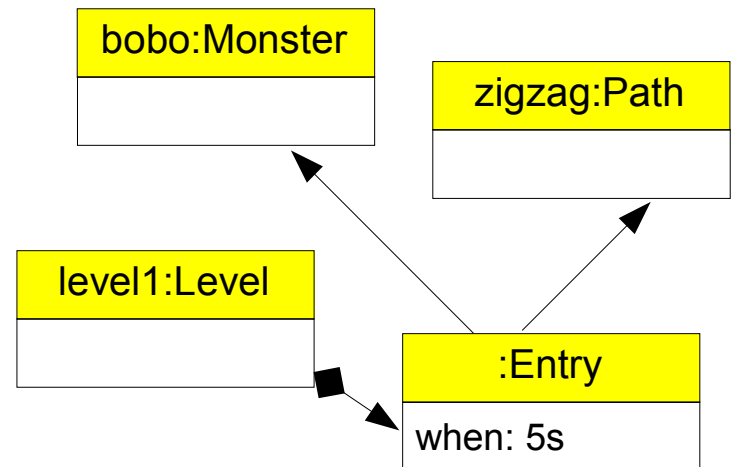 bobo:Monster
zigzag:Path
level1:Level
:Entry
when: 5s